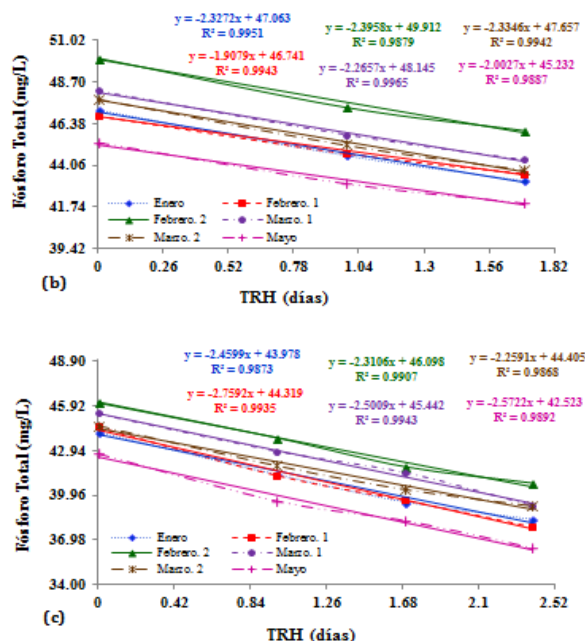 y = -2.3272x + 47.063
R² = 0.9951
y = -2.3958x + 49.912
R² = 0.9879
y = -2.3346x + 47.657
R² = 0.9942
y = -1.9079x + 46.741
R² = 0.9943
y = -2.2657x + 48.145
R² = 0.9965
y = -2.0027x + 45.232
R² = 0.9887
Fósforo Total (mg/L)
51.02
48.70
46.38
44.06
41.74
39.42
Enero
Febrero. 1
Febrero. 2
Marzo. 1
Marzo. 2
Mayo
0 0.26 0.52 0.78 1.04 1.3 1.56 1.82
(b)
TRH (días)
y = -2.4599x + 43.978
R² = 0.9873
y = -2.3106x + 46.098
R² = 0.9907
y = -2.2591x + 44.405
R² = 0.9868
y = -2.7592x + 44.319
R² = 0.9935
y = -2.5009x + 45.442
R² = 0.9943
y = -2.5722x + 42.523
R² = 0.9892
Fósforo Total (mg/L)
48.90
45.92
42.94
39.96
36.98
34.00
Enero
Febrero. 1
Febrero. 2
Marzo. 1
Marzo. 2
Mayo
0 0.42 0.84 1.26 1.68 2.1 2.52
(c)
TRH (días)